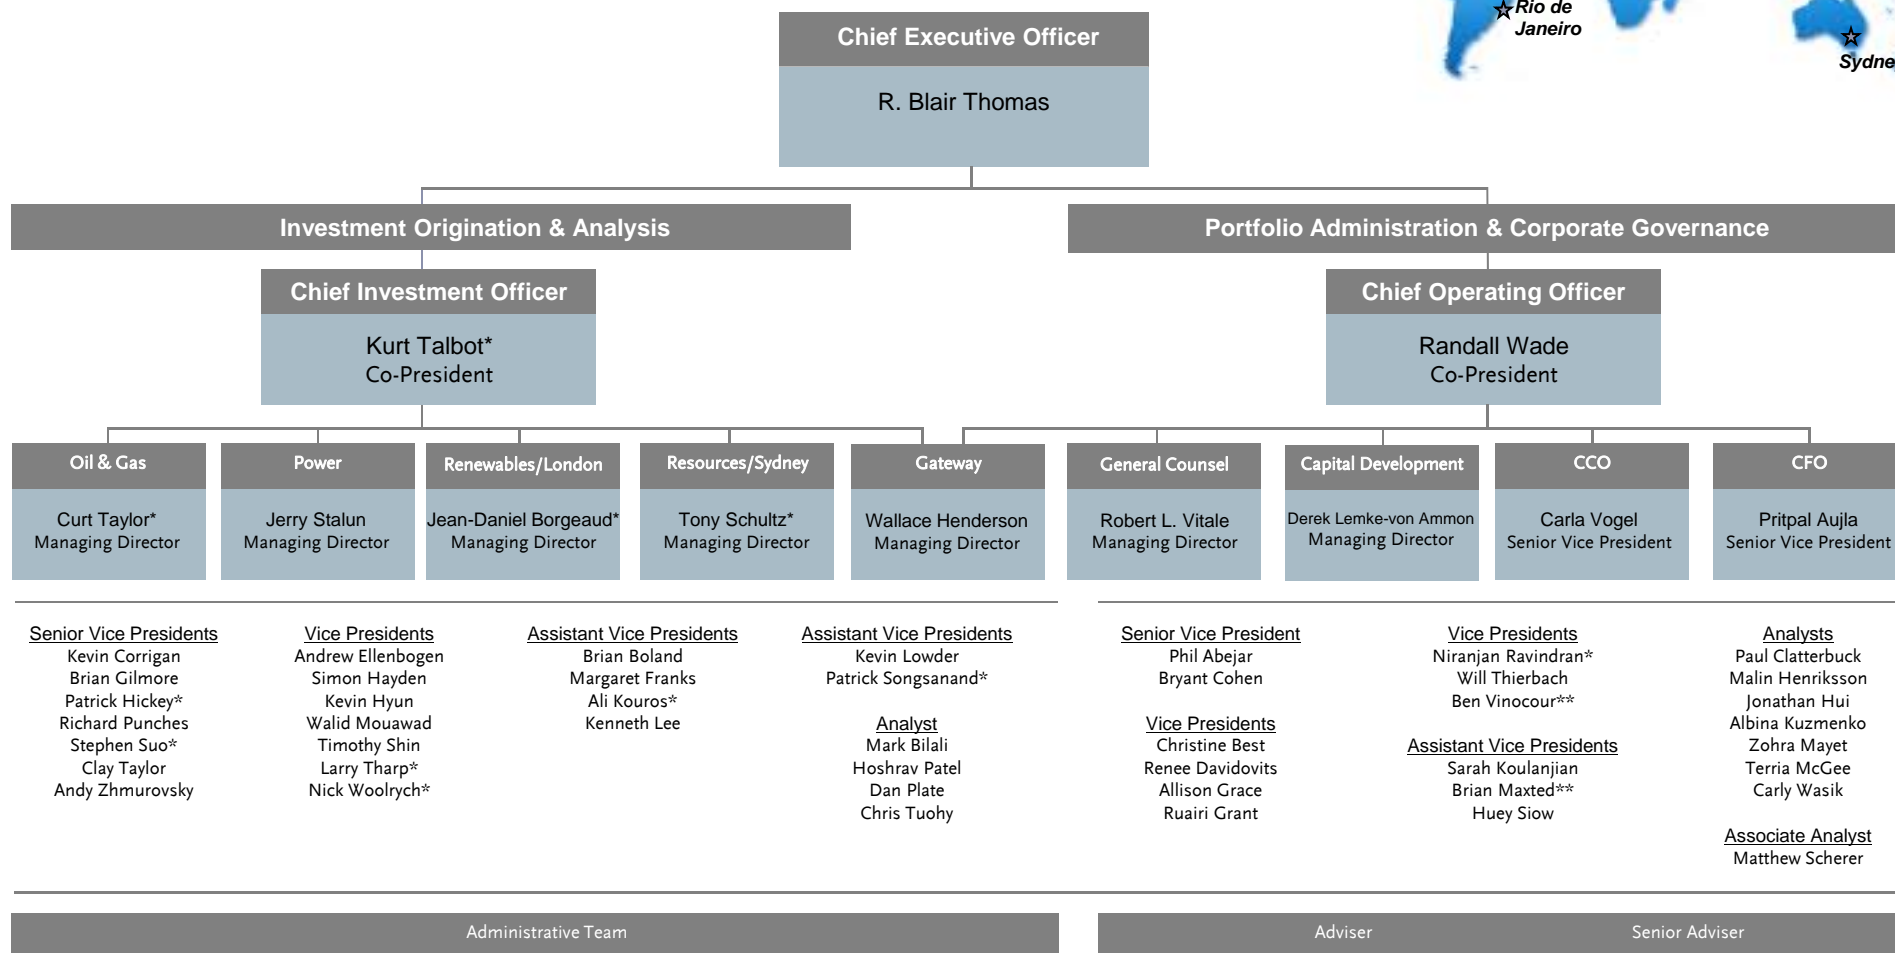 Rio de
Janeiro
Sydne
Chief Executive Officer
R. Blair Thomas
Investment Origination & Analysis
Portfolio Administration & Corporate Governance
Chief Investment Officer
Kurt Talbot*
Co-President
Chief Operating Officer
Randall Wade
Co-President
Oil & Gas
Curt Taylor*
Managing Director
Power
Jerry Stalun
Managing Director
Renewables/London
Jean-Daniel Borgeaud*
Managing Director
Resources/Sydney
Tony Schultz*
Managing Director
Gateway
Wallace Henderson
Managing Director
General Counsel
Robert L. Vitale
Managing Director
Capital Development
Derek Lemke-von Ammon
Managing Director
CCO
Carla Vogel
Senior Vice President
CFO
Pritpal Aujla
Senior Vice President
Senior Vice Presidents
Kevin Corrigan
Brian Gilmore
Patrick Hickey*
Richard Punches
Stephen Suo*
Clay Taylor
Andy Zhmurovsky
Vice Presidents
Andrew Ellenbogen
Simon Hayden
Kevin Hyun
Walid Mouawad
Timothy Shin
Larry Tharp*
Nick Woolrych*
Assistant Vice Presidents
Brian Boland
Margaret Franks
Ali Kouros*
Kenneth Lee
Assistant Vice Presidents
Kevin Lowder
Patrick Songsanand*
Analyst
Mark Bilali
Hoshrav Patel
Dan Plate
Chris Tuohy
Senior Vice President
Phil Abejar
Bryant Cohen
Vice Presidents
Christine Best
Renee Davidovits
Allison Grace
Ruairi Grant
Vice Presidents
Niranjan Ravindran*
Will Thierbach
Ben Vinocour**
Assistant Vice Presidents
Sarah Koulanjian
Brian Maxted**
Huey Siow
Analysts
Paul Clatterbuck
Malin Henriksson
Jonathan Hui
Albina Kuzmenko
Zohra Mayet
Terria McGee
Carly Wasik
Associate Analyst
Matthew Scherer
Administrative Team
Adviser
Senior Adviser